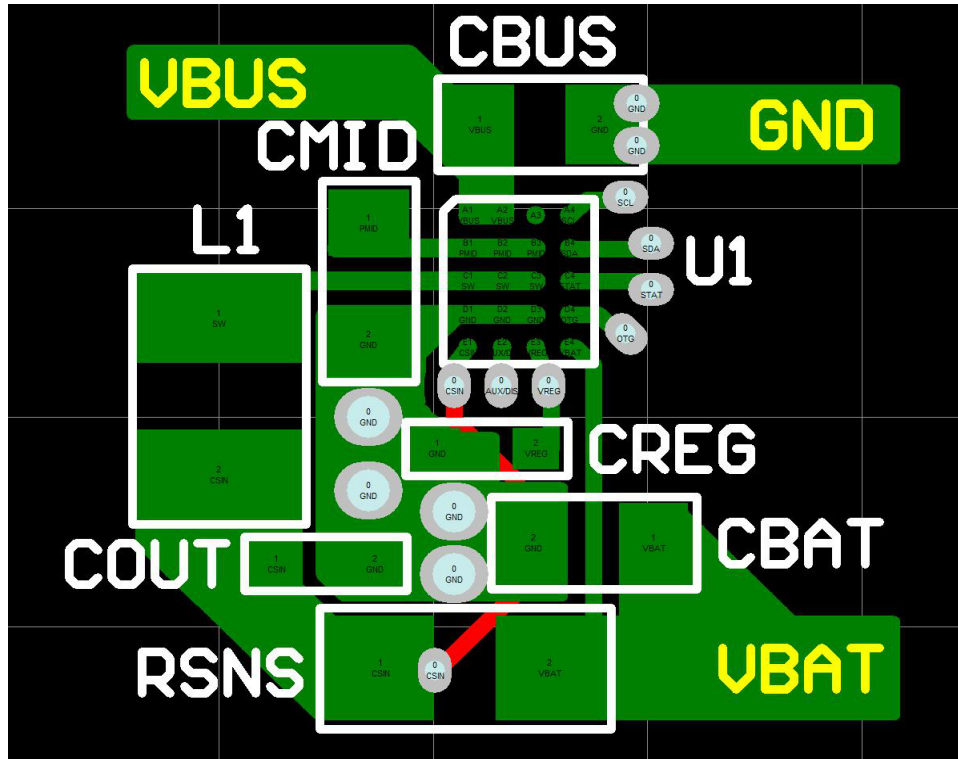 CBUS
VBUS
1
VBUS
2
GND
0
GND
0
GND
GND
CMID
1
PMID
2
GND
L1
1
SW
2
CSIN
A1 A2 A3 A4
VBUS VBUS SCL
B1 B2 B3 B4
PMID PMID PMID SDA
C1 C2 C3 C4
SW SW SW STAT
D1 D2 D3 D4
GND GND GND OTG
E1 E2 E3 E4
CSIN AUX/DIS VREG VBAT
U1
0
SCL
0
SDA
0
STAT
0
OTG
0 0 0
CSIN AUX/DIS VREG
0
GND
0
GND
1
GND
2
VREG
CREG
0
GND
0
GND
2
GND
1
VBAT
CBAT
COUT
1
CSIN
2
GND
RSNS
1
CSIN
0
CSIN
2
VBAT
VBAT